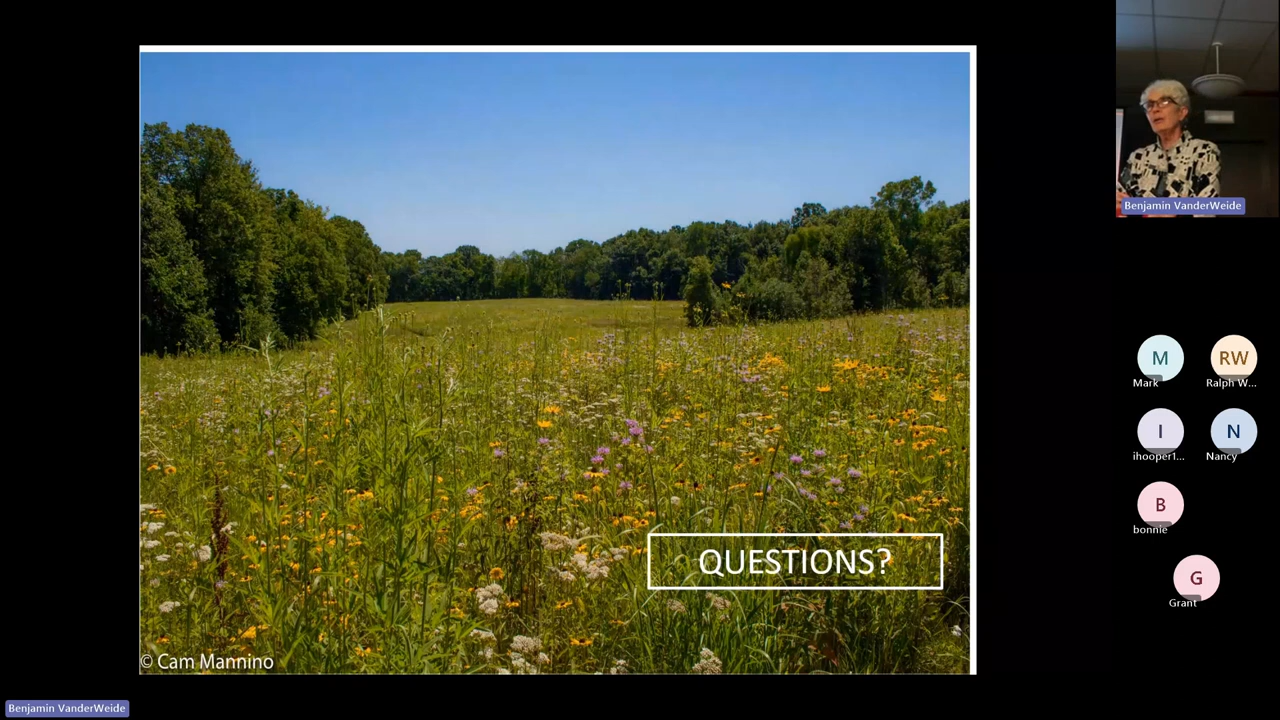 Benjamin VanderWeide
M
Mark
RW
Ralph W...
I
ihooper1...
N
Nancy
B
bonnie
G
Grant
QUESTIONS?
© Cam Mannino
Benjamin VanderWeide